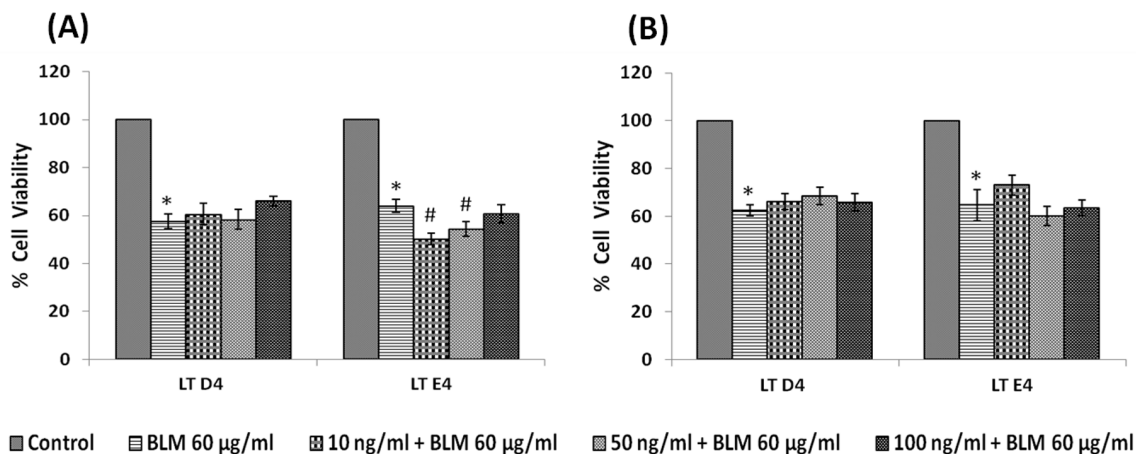 (A)
120
100
80
60
40
20
0
% Cell Viability
*
*
#
#
LT D4
LT E4
(B)
120
100
80
60
40
20
0
% Cell Viability
*
*
LT D4
LT E4
Control BLM 60 µg/ml 10 ng/ml + BLM 60 µg/ml 50 ng/ml + BLM 60 µg/ml 100 ng/ml + BLM 60 µg/ml